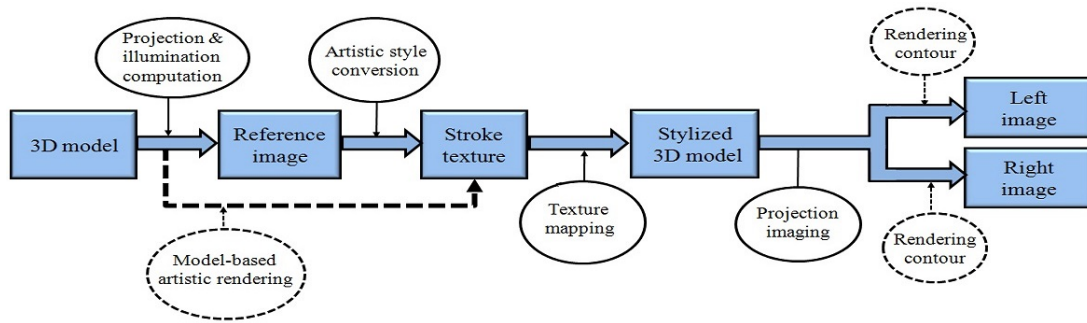 Projection &
illumination
computation
Artistic style
conversion
Rendering
contour
3D model
Reference
image
Stroke
texture
Stylized
3D model
Left
image
Right
image
Model-based
artistic rendering
Texture
mapping
Projection
imaging
Rendering
contour